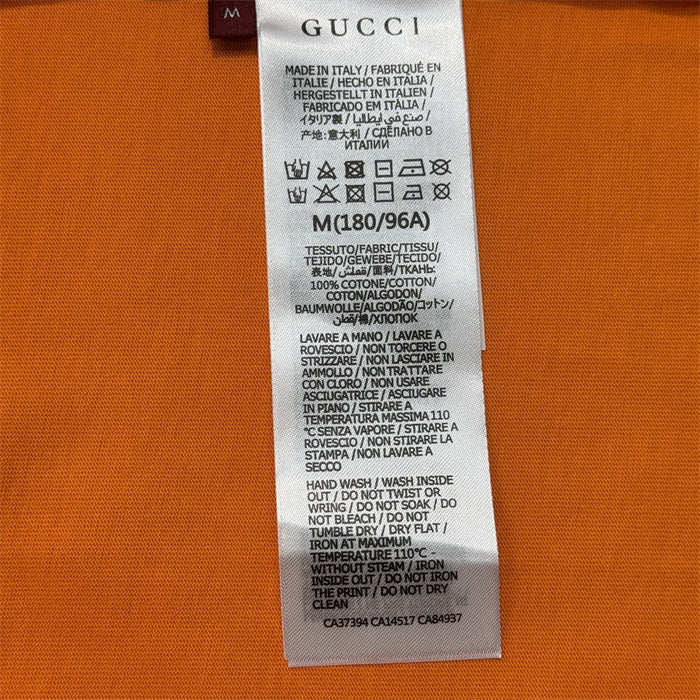 M
GUCCI
MADE IN ITALY / FABRIQUÉ EN
ITALIE / HECHO EN ITALIA /
HERGESTELLT IN ITALIEN /
FABRICADO EM ITÀLIA /
イタリア製 / صنع في ايطاليا /
产地:意大利 / СДЕЛАНО В
ИТАЛИИ
M(180/96A)
TESSUTO/FABRIC/TISSU/
TEJIDO/GEWEBE/TECIDO/
表地/قماش/面料/ТКАНЬ:
100% COTONE/COTTON/
COTON/ALGODON/
BAUMWOLLE/ALGODÃO/コットン/
قطن/棉/ХЛОПОК
LAVARE A MANO / LAVARE A
ROVESCIO / NON TORCERE O
STRIZZARE / NON LASCIARE IN
AMMOLLO / NON TRATTARE
CON CLORO / NON USARE
ASCIUGATRICE / ASCIUGARE
IN PIANO / STIRARE A
TEMPERATURA MASSIMA 110
°C SENZA VAPORE / STIRARE A
ROVESCIO / NON STIRARE LA
STAMPA / NON LAVARE A
SECCO
HAND WASH / WASH INSIDE
OUT / DO NOT TWIST OR
WRING / DO NOT SOAK / DO
NOT BLEACH / DO NOT
TUMBLE DRY / DRY FLAT /
IRON AT MAXIMUM
TEMPERATURE 110°C -
WITHOUT STEAM / IRON
INSIDE OUT / DO NOT IRON
THE PRINT / DO NOT DRY
CLEAN
CA37394 CA14517 CA84937